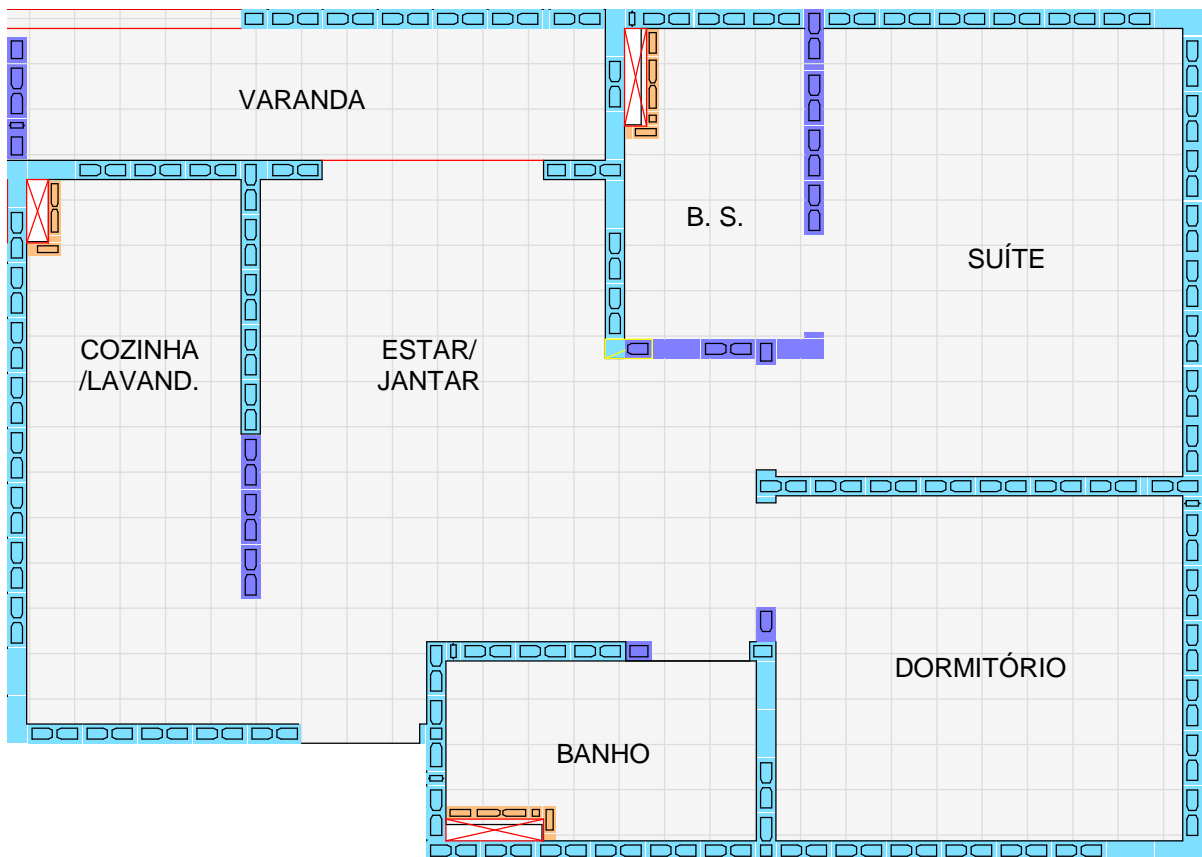 VARANDA
B. S.
SUÍTE
COZINHA
/LAVAND.
ESTAR/
JANTAR
DORMITÓRIO
BANHO